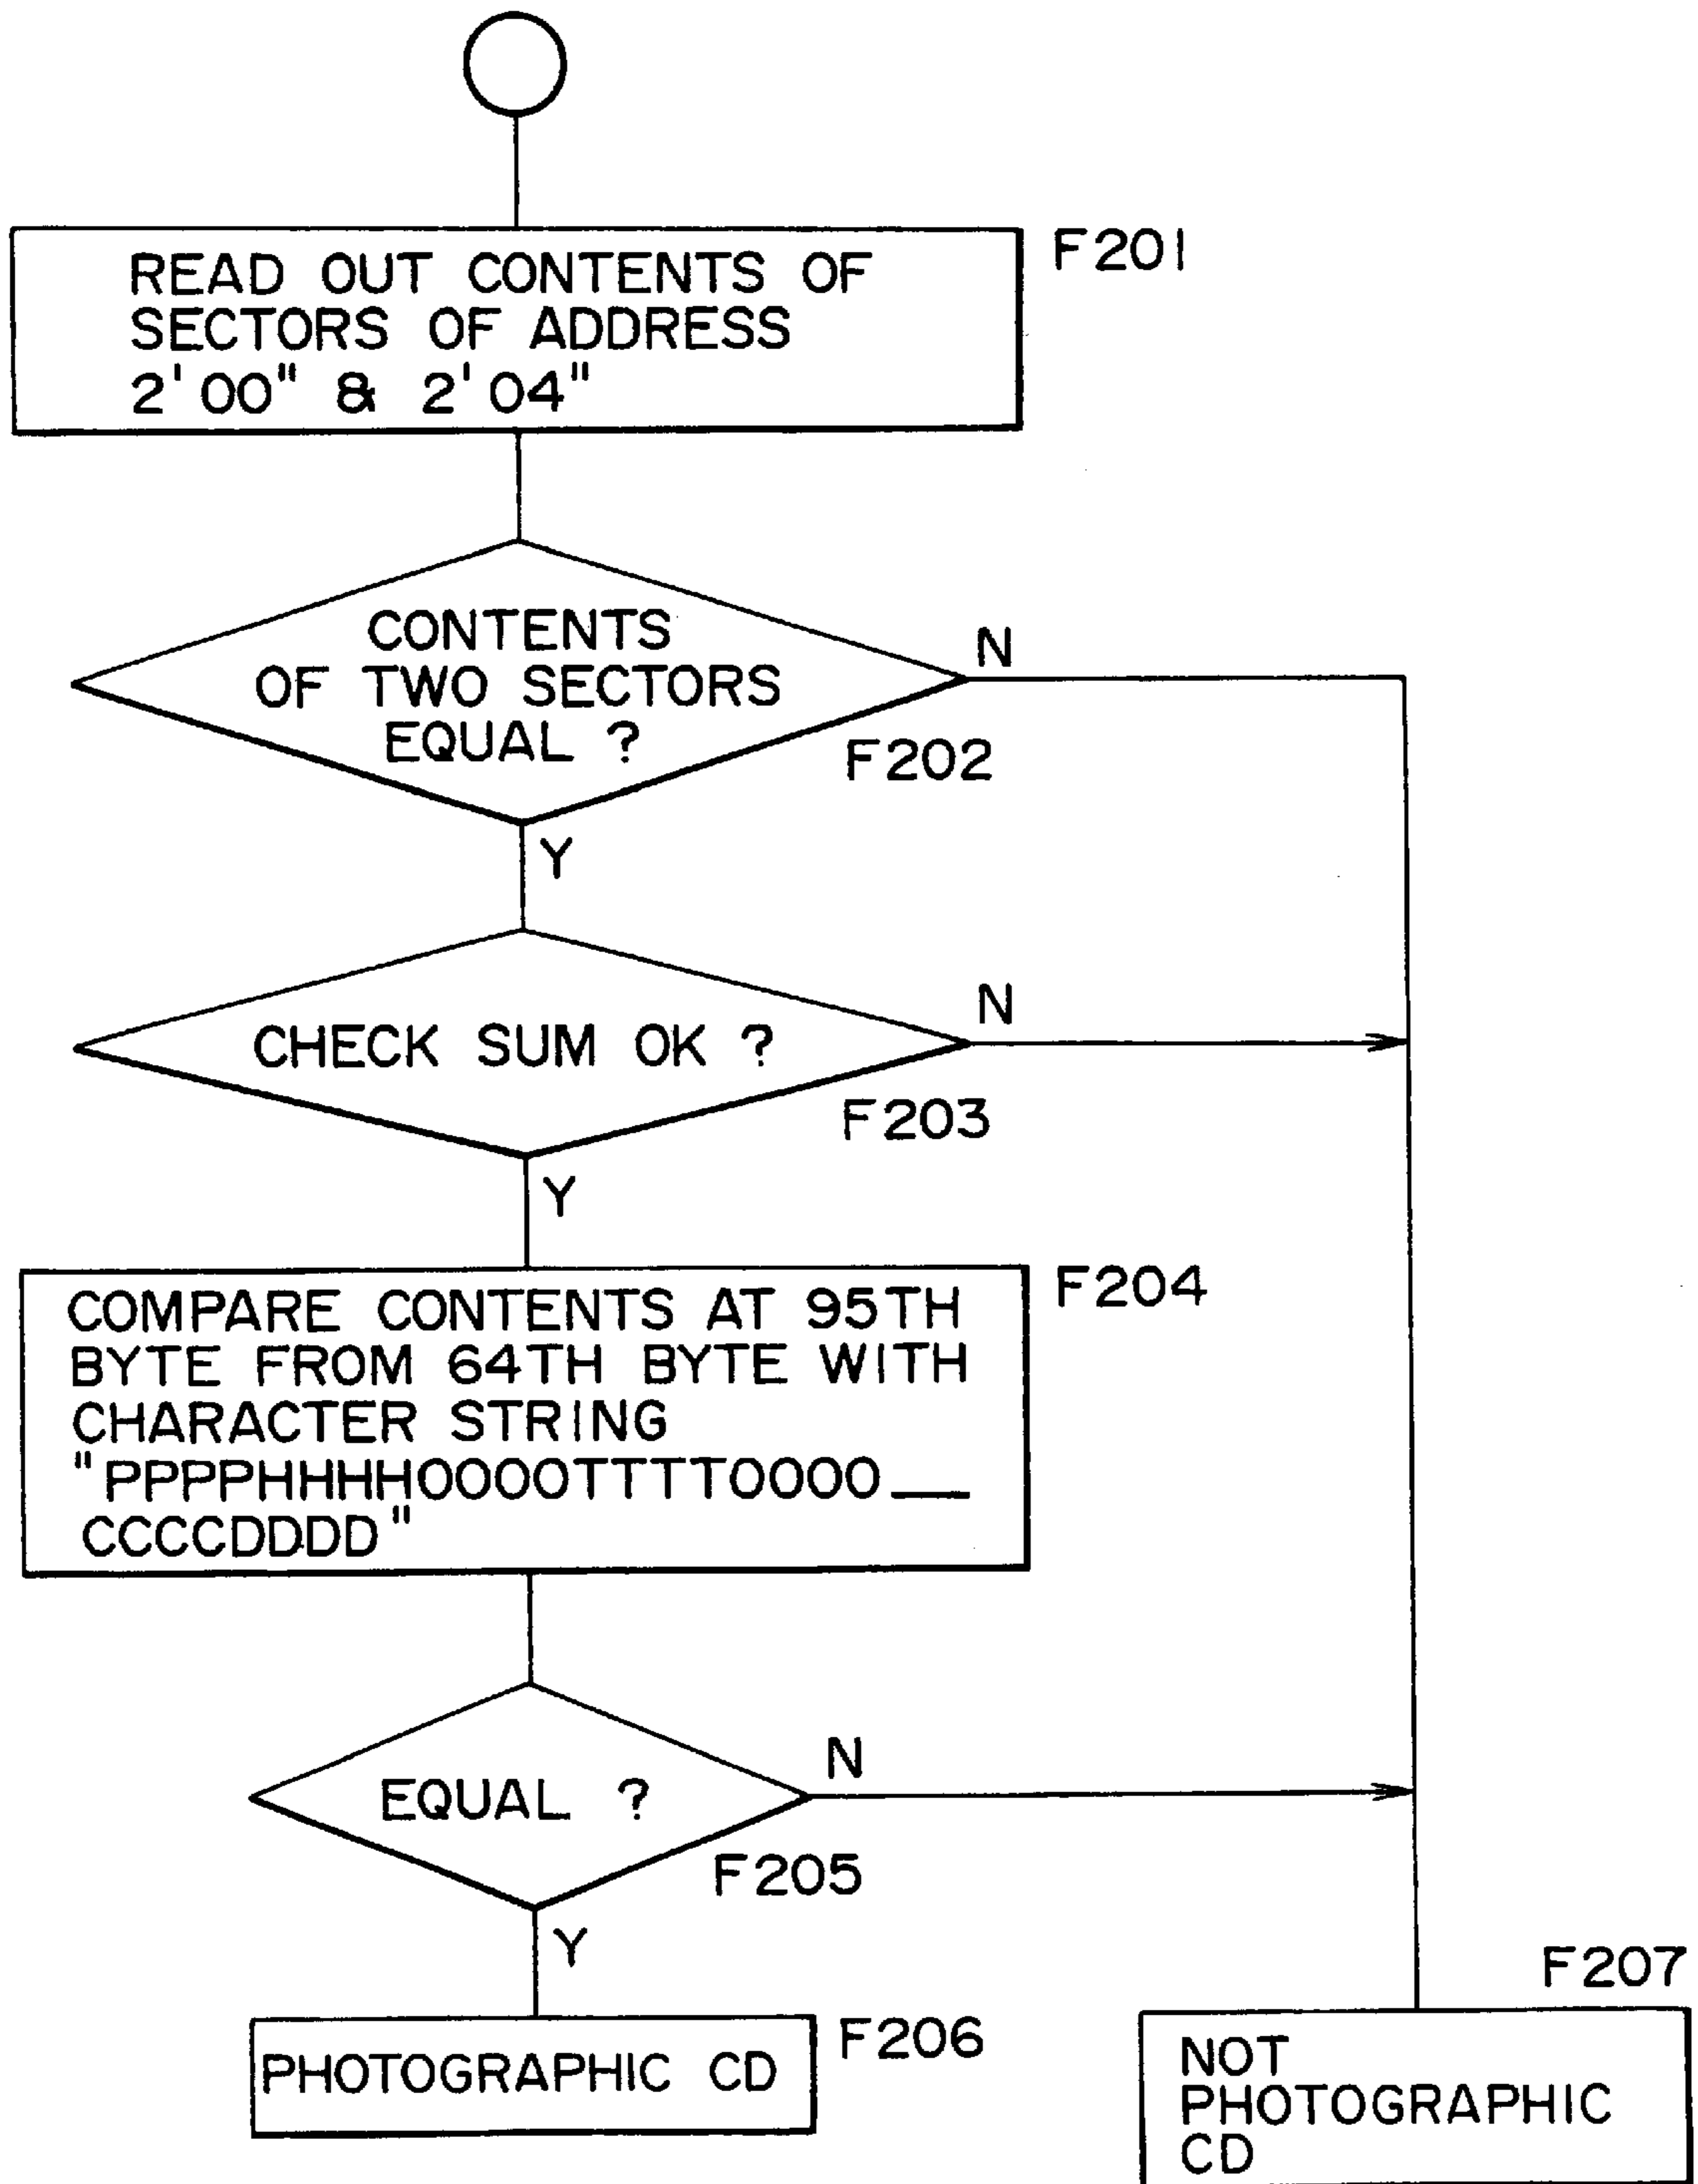 READ OUT CONTENTS OF
SECTORS OF ADDRESS
2'00" & 2'04"
F201
CONTENTS
OF TWO SECTORS
EQUAL ?
F202
N
Y
CHECK SUM OK ?
F203
N
Y
COMPARE CONTENTS AT 95TH
BYTE FROM 64TH BYTE WITH
CHARACTER STRING
"PPPPHHHHOOOOTTTTOOOO__
CCCCDDDD"
F204
EQUAL ?
F205
N
Y
PHOTOGRAPHIC CD
F206
F207
NOT
PHOTOGRAPHIC
CD